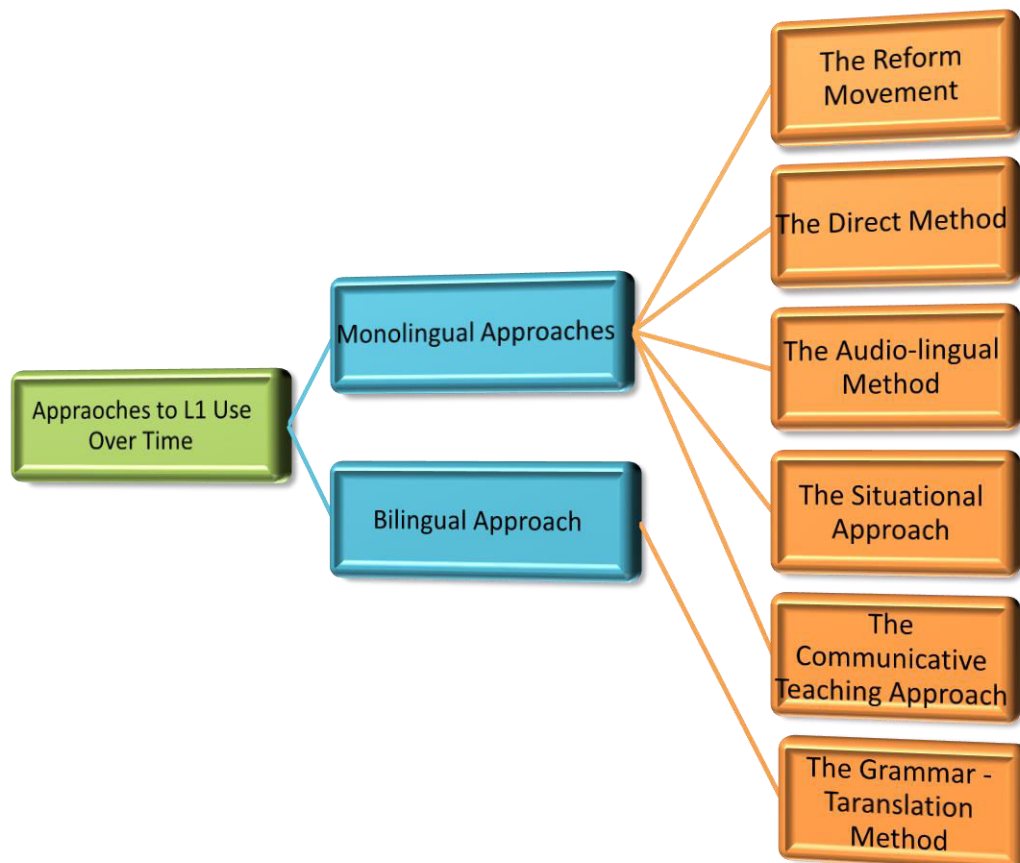 Appraoches to L1 Use
Over Time
Monolingual Approaches
Bilingual Approach
The Reform
Movement
The Direct Method
The Audio-lingual
Method
The Situational
Approach
The
Communicative
Teaching Approach
The Grammar -
Taranslation
Method